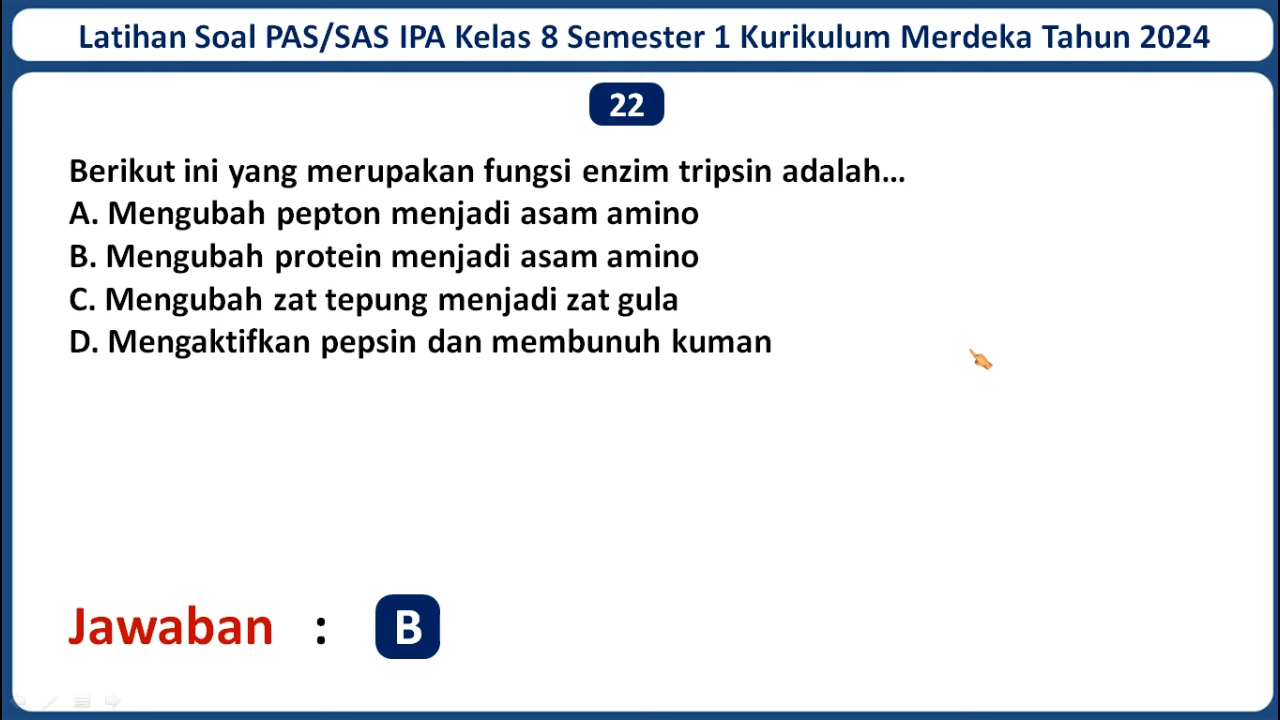 Latihan Soal PAS/SAS IPA Kelas 8 Semester 1 Kurikulum Merdeka Tahun 2024
22
Berikut ini yang merupakan fungsi enzim tripsin adalah...
A. Mengubah pepton menjadi asam amino
B. Mengubah protein menjadi asam amino
C. Mengubah zat tepung menjadi zat gula
D. Mengaktifkan pepsin dan membunuh kuman
Jawaban : B